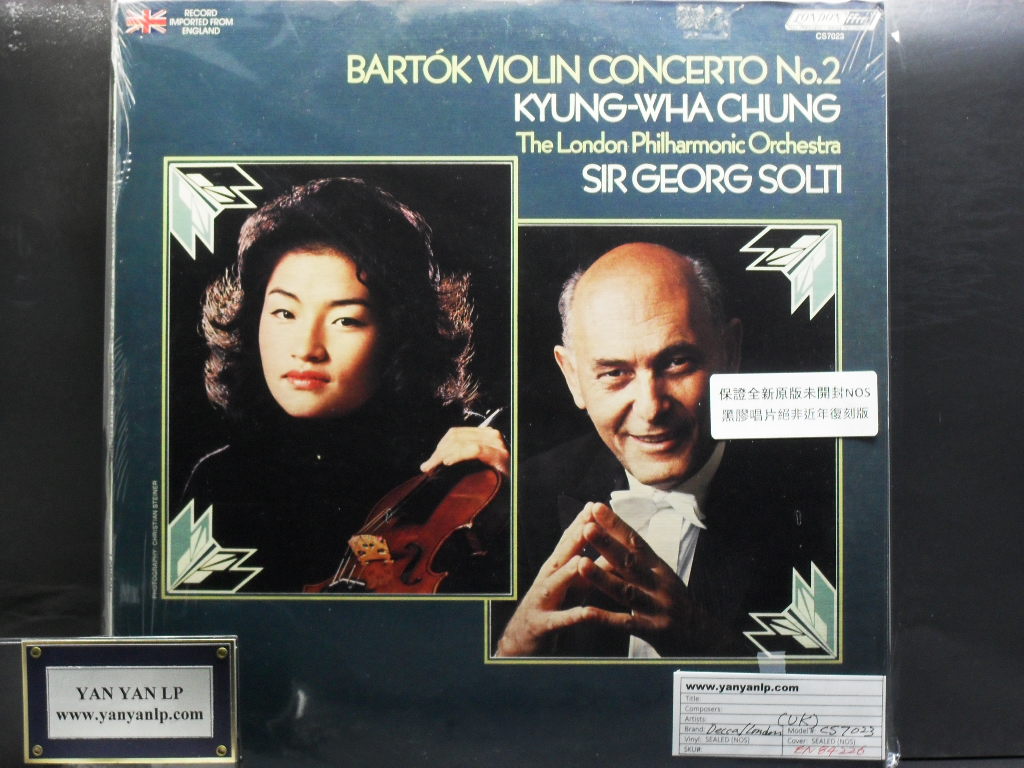 RECORD
IMPORTED FROM
ENGLAND
LONDON
CS7023
BARTÓK VIOLIN CONCERTO No.2
KYUNG-WHA CHUNG
The London Philharmonic Orchestra
SIR GEORG SOLTI
保證全新原版未開封NOS
黑膠唱片絕非近年復刻版
PHOTOGRAPHY: CHRISTIAN STEINER
YAN YAN LP
www.yanyanlp.com
www.yanyanlp.com
Title:
Composers:
Artists: (UK)
Brand: Decca/London Model#: CS7023
Vinyl: SEALED (NOS) Cover: SEALED (NOS)
SKU#: EN84-226